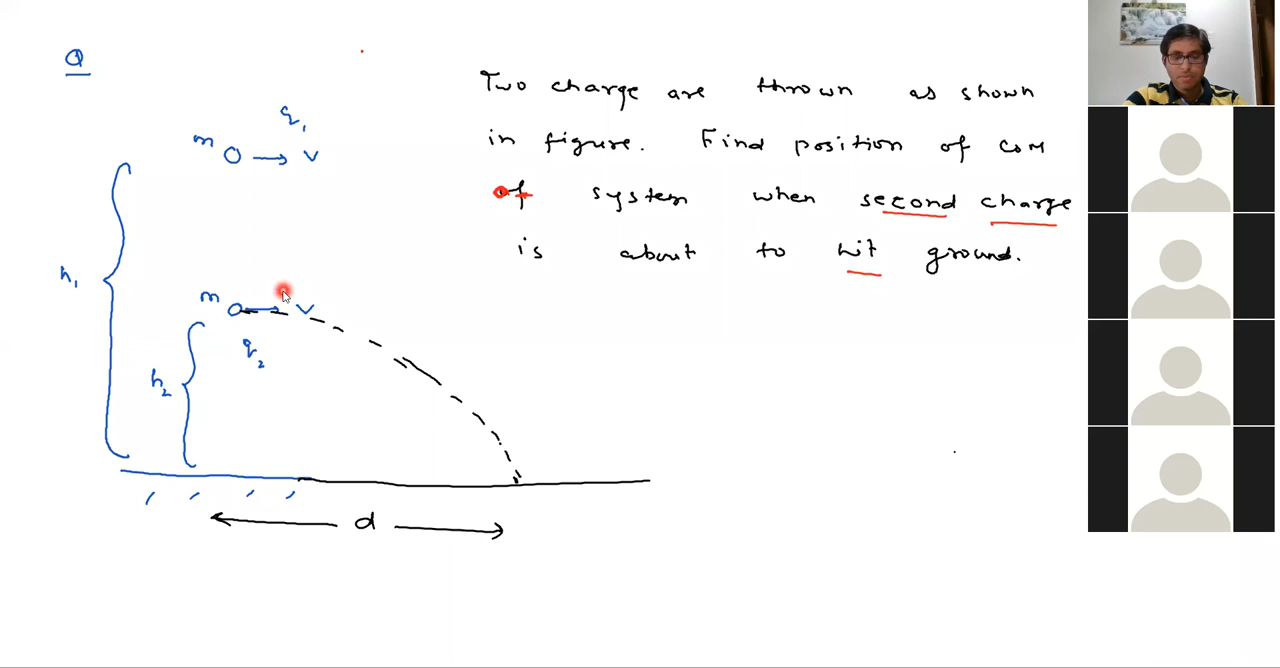 Q
Two charge are thrown as shown
in figure. Find position of COM
of system when second charge
is about to hit ground.
q₁
m v
h₁
m v
q₂
h₂
d